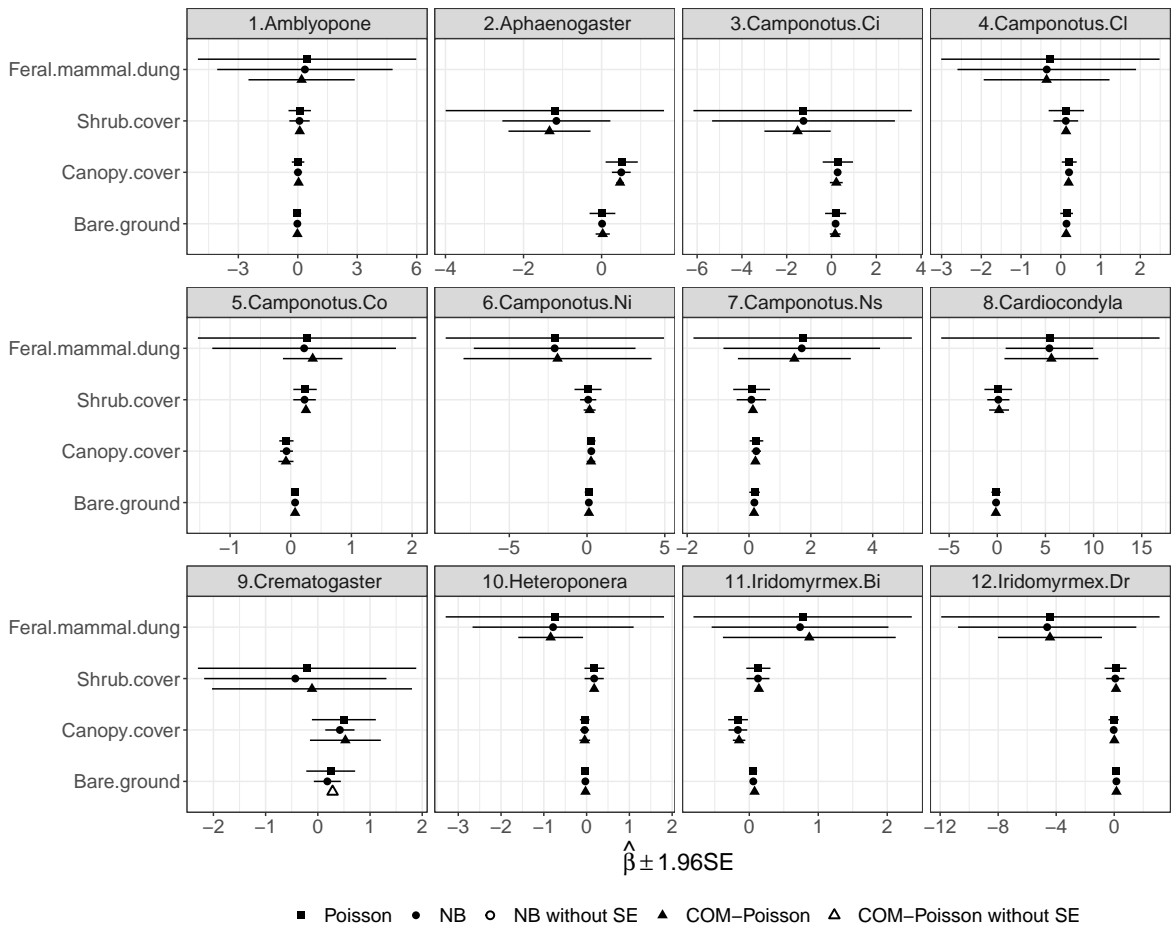 1.Amblyopone 2.Aphaenogaster 3.Camponotus.Ci 4.Camponotus.Cl
Feral.mammal.dung
Shrub.cover
Canopy.cover
Bare.ground
−3 0 3 6 −4 −2 0 −6 −4 −2 0 2 4 −3 −2 −1 0 1 2
5.Camponotus.Co 6.Camponotus.Ni 7.Camponotus.Ns 8.Cardiocondyla
Feral.mammal.dung
Shrub.cover
Canopy.cover
Bare.ground
−1 0 1 2 −5 0 5 −2 0 2 4 −5 0 5 10 15
9.Crematogaster 10.Heteroponera 11.Iridomyrmex.Bi 12.Iridomyrmex.Dr
Feral.mammal.dung
Shrub.cover
Canopy.cover
Bare.ground
−2 −1 0 1 2 −3 −2 −1 0 1 2 0 1 2 −12 −8 −4 0
β̂ ± 1.96SE
Poisson NB NB without SE COM−Poisson COM−Poisson without SE